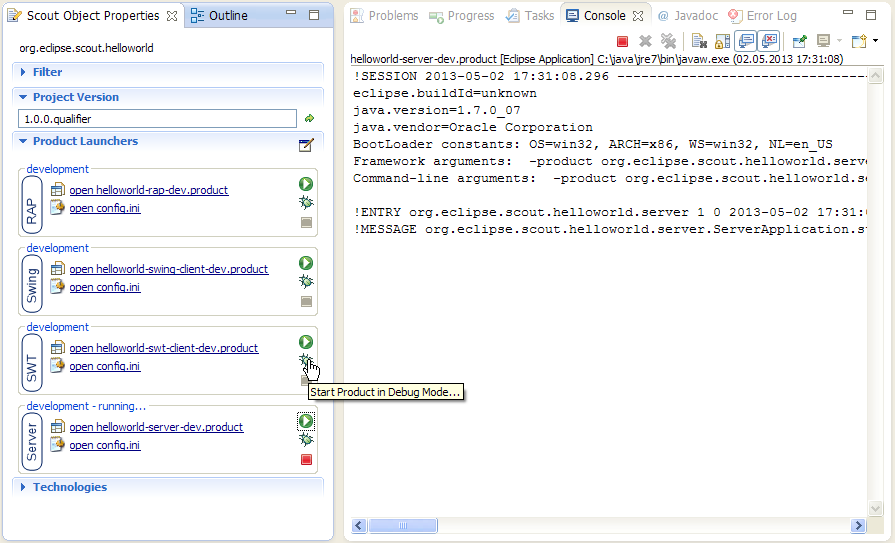 Scout Object Properties
Outline
org.eclipse.scout.helloworld
Filter
Project Version
1.0.0.qualifier
Product Launchers
development
RAP
open helloworld-rap-dev.product
open config.ini
development
Swing
open helloworld-swing-client-dev.product
open config.ini
development
SWT
open helloworld-swt-client-dev.product
open config.ini
Start Product in Debug Mode...
development - running...
Server
open helloworld-server-dev.product
open config.ini
Technologies
Problems
Progress
Tasks
Console
Javadoc
Error Log
helloworld-server-dev.product [Eclipse Application] C:\java\jre7\bin\javaw.exe (02.05.2013 17:31:08)
!SESSION 2013-05-02 17:31:08.296 -------------------------------
eclipse.buildId=unknown
java.version=1.7.0_07
java.vendor=Oracle Corporation
BootLoader constants: OS=win32, ARCH=x86, WS=win32, NL=en_US
Framework arguments:  -product org.eclipse.scout.helloworld.serve
Command-line arguments:  -product org.eclipse.scout.helloworld.se
!ENTRY org.eclipse.scout.helloworld.server 1 0 2013-05-02 17:31:0
!MESSAGE org.eclipse.scout.helloworld.server.ServerApplication.st